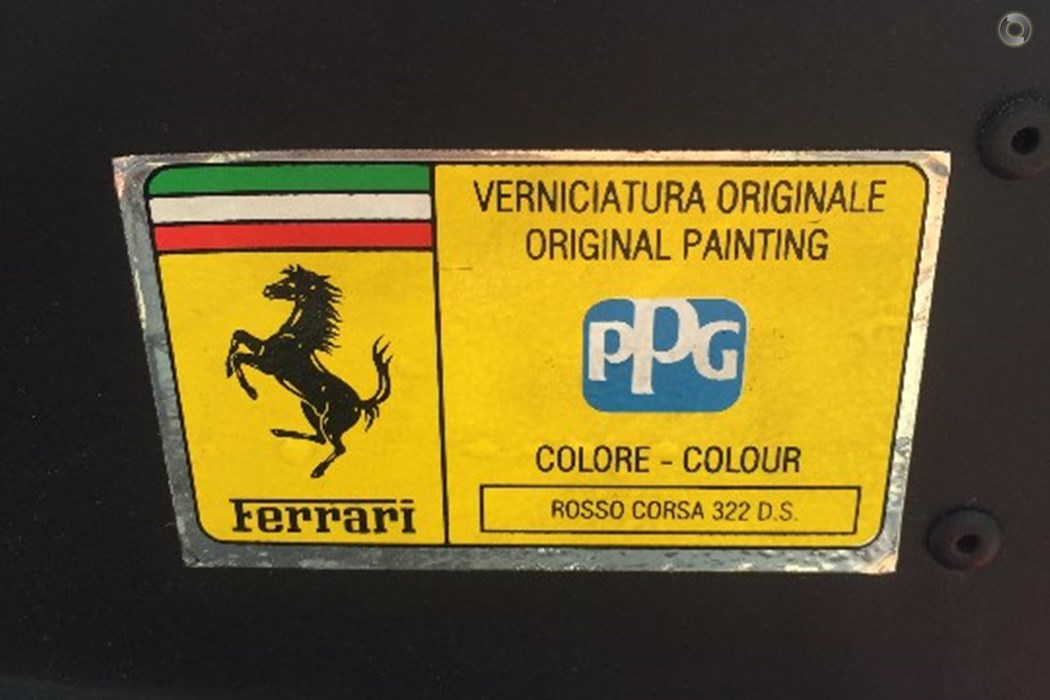 VERNICIATURA ORIGINALE
ORIGINAL PAINTING
PPG
COLORE - COLOUR
ROSSO CORSA 322 D.S.
Ferrari